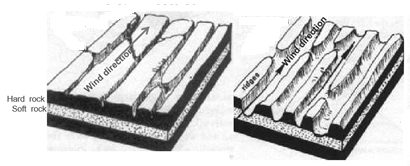 Wind direction
Hard rock
Soft rock
ridges
Wind direction